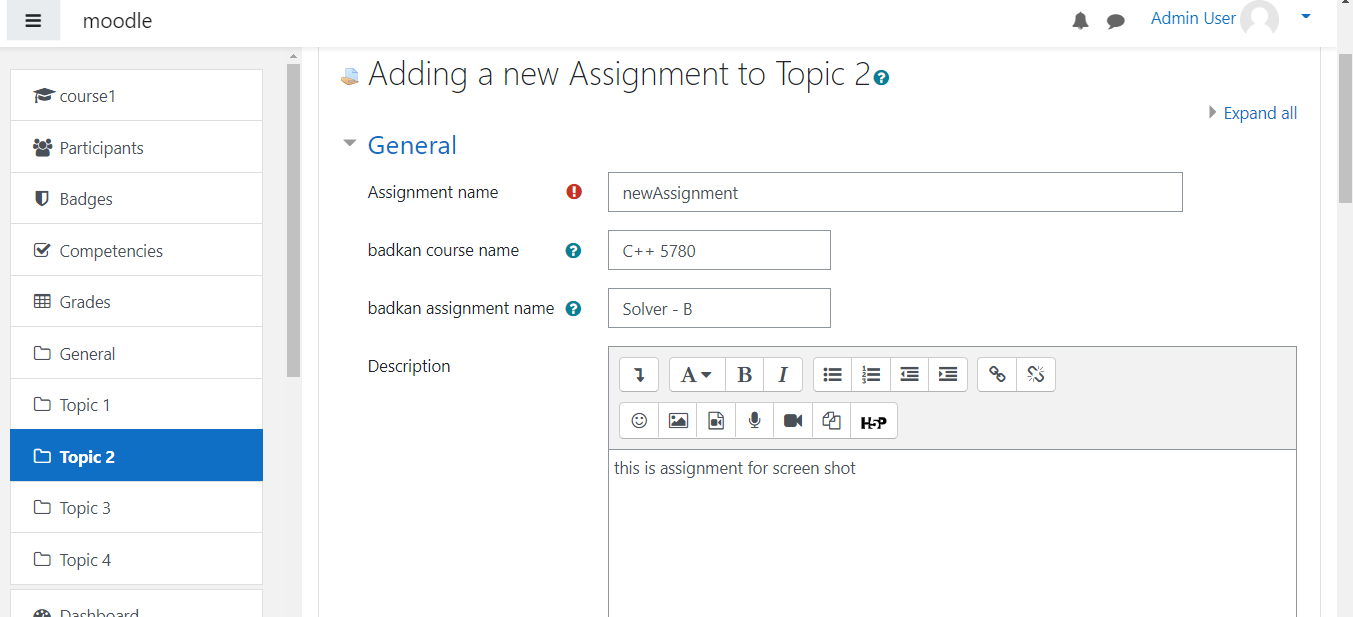 moodle
Admin User
course1
Participants
Badges
Competencies
Grades
General
Topic 1
Topic 2
Topic 3
Topic 4
Dashboard
Adding a new Assignment to Topic 2
Expand all
General
Assignment name
newAssignment
badkan course name
C++ 5780
badkan assignment name
Solver - B
Description
A B I
H5P
this is assignment for screen shot